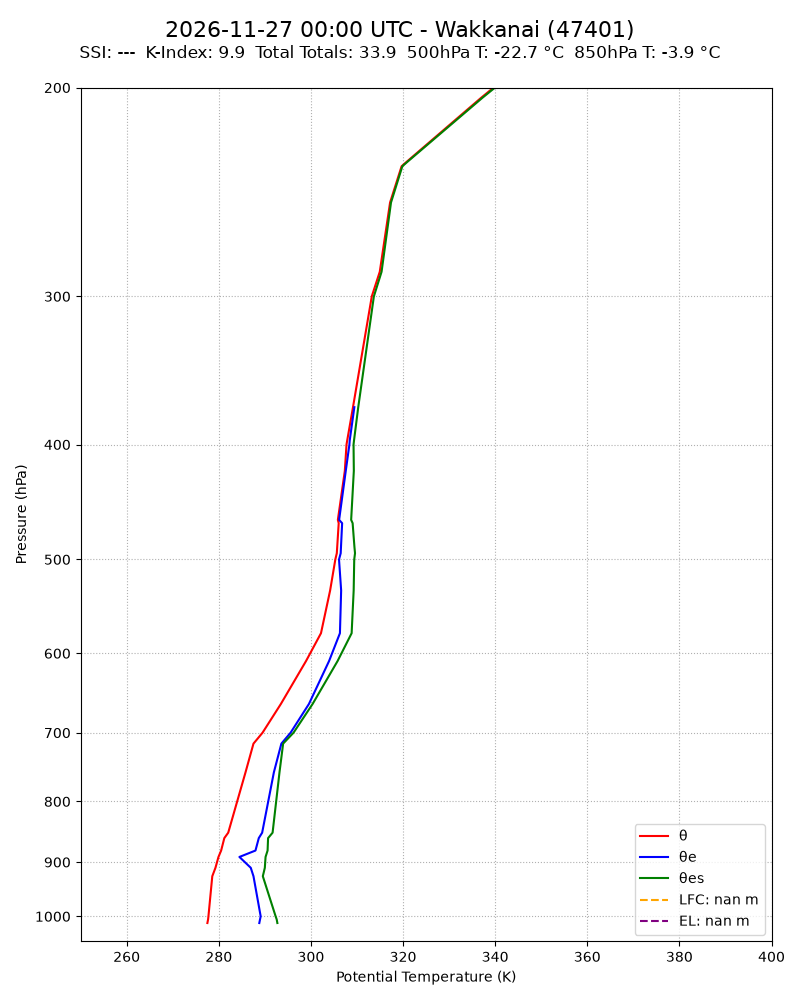 2026-11-27 00:00 UTC - Wakkanai (47401)
SSI: ---  K-Index: 9.9  Total Totals: 33.9  500hPa T: -22.7 °C  850hPa T: -3.9 °C
200
300
400
500
600
700
800
900
1000
Pressure (hPa)
260
280
300
320
340
360
380
400
Potential Temperature (K)
θ
θe
θes
LFC: nan m
EL: nan m